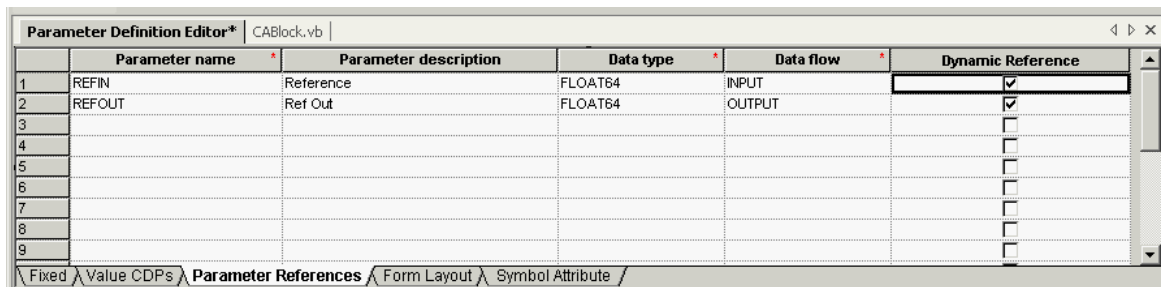 Parameter Definition Editor* CABlock.vb
Parameter name * Parameter description Data type * Data flow * Dynamic Reference
1 REFIN Reference FLOAT64 INPUT
2 REFOUT Ref Out FLOAT64 OUTPUT
3
4
5
6
7
8
9
Fixed Value CDPs Parameter References Form Layout Symbol Attribute